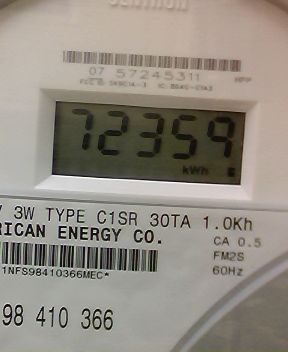 07 57245311
72359
kWh
V 3W TYPE C1SR 30TA 1.0Kh
RICAN ENERGY CO.
CA 0.5
FM2S
60Hz
1NFS98410366MEC*
98 410 366